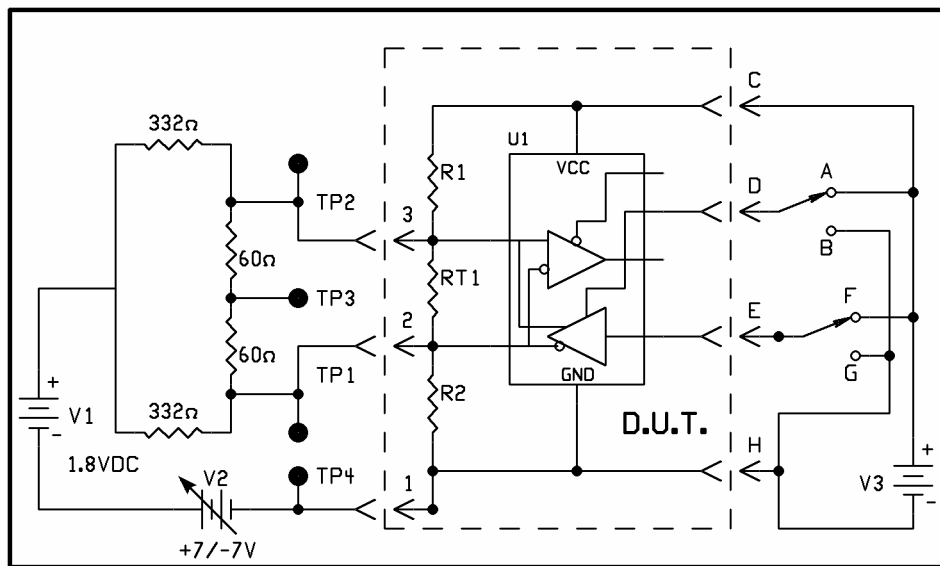 332Ω
TP2
60Ω
TP3
60Ω
TP1
332Ω
+
V1
-
1.8VDC
V2
+7/-7V
TP4
3
2
1
R1
RT1
R2
U1
VCC
GND
D.U.T.
C
D
E
H
A
B
F
G
+
V3
-